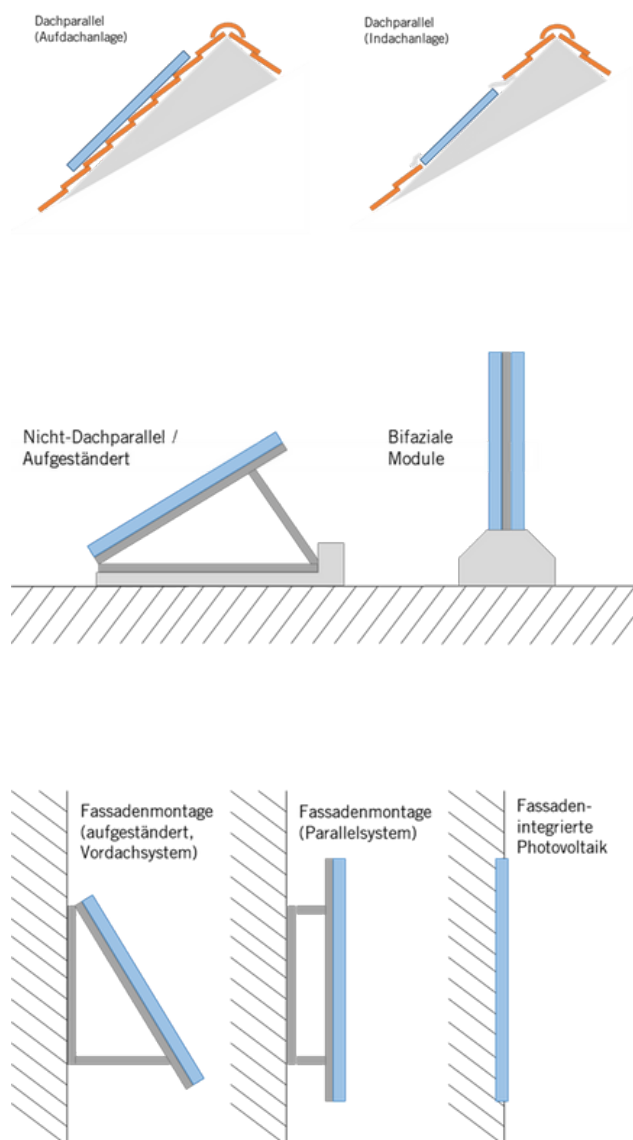 Dachparallel
(Aufdachanlage)
Dachparallel
(Indachanlage)
Nicht-Dachparallel /
Aufgeständert
Bifaziale
Module
Fassadenmontage
(aufgeständert,
Vordachsystem)
Fassadenmontage
(Parallelsystem)
Fassaden-
integrierte
Photovoltaik